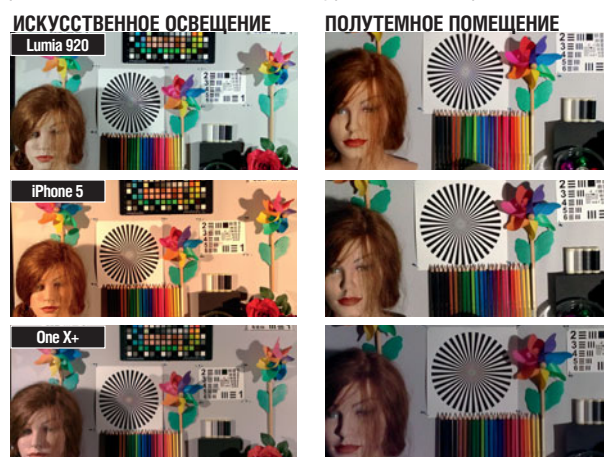 ИСКУССТВЕННОЕ ОСВЕЩЕНИЕ
ПОЛУТЕМНОЕ ПОМЕЩЕНИЕ
Lumia 920
iPhone 5
One X+